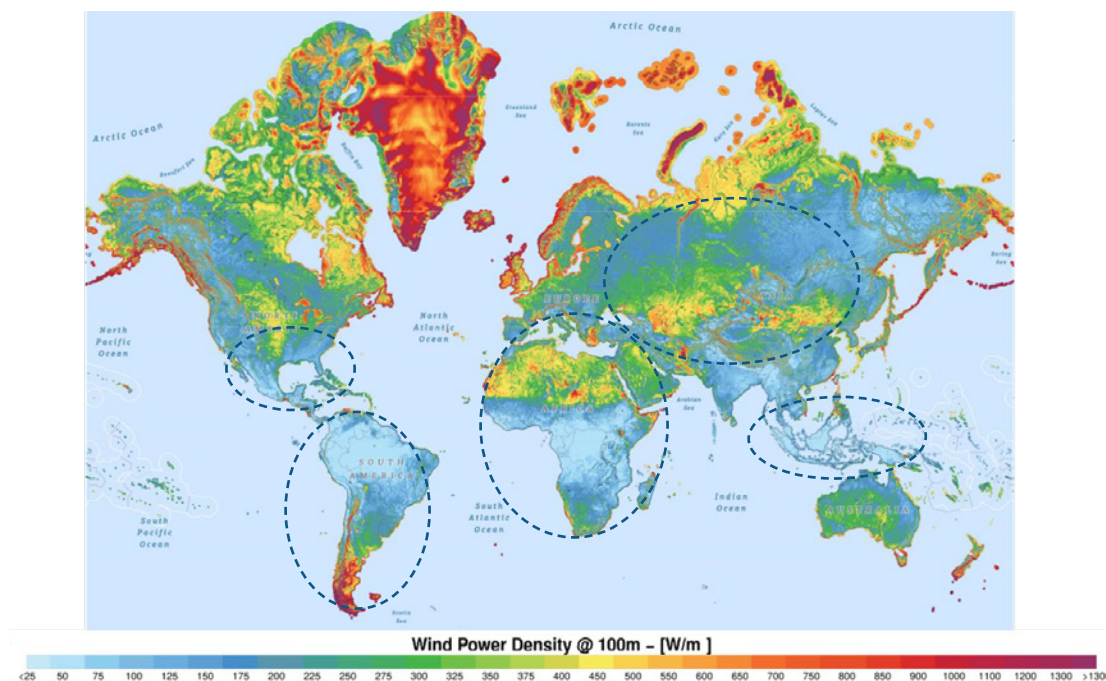 Arctic Ocean
Greenland
Sea
Barents
Sea
Kara Sea
Laptev
Sea
Arctic Ocean
Beaufort Sea
Baffin Bay
Bering
Sea
EUROPE
ASIA
NORTH
North
Pacific
Ocean
North
Atlantic
Ocean
Arabian
Sea
AFRICA
SOUTH
AMERICA
South
Pacific
Ocean
South
Atlantic
Ocean
Indian
Ocean
AUSTRALIA
Scotia
Sea
Wind Power Density @ 100m – [W/m ]
<25 50 75 100 125 150 175 200 225 250 275 300 325 350 375 400 450 500 550 600 650 700 750 800 850 900 1000 1100 1200 1300 >130